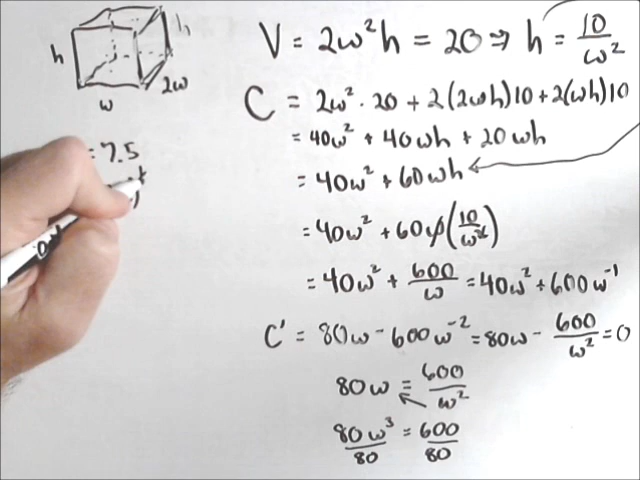 h
h
w
2w
V = 2w²h = 20 ⇒ h = 10/w²
C = 2w² · 20 + 2(2wh)10 + 2(wh)10
= 40w² + 40wh + 20wh
= 40w² + 60wh
= 7.5
= 40w² + 60w(10/w²)
= 40w² + 600/w = 40w² + 600w⁻¹
C' = 80w - 600w⁻² = 80w - 600/w² = 0
80w = 600/w²
80w³/80 = 600/80